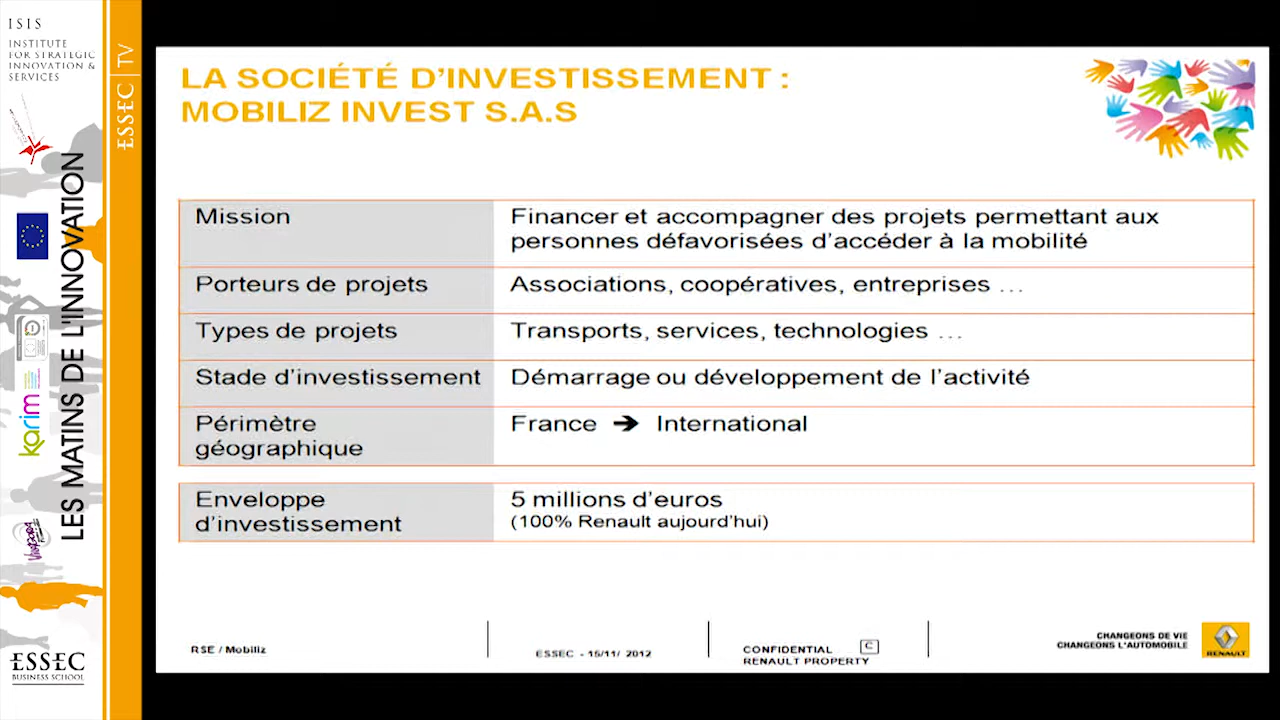 ISIS
INSTITUTE
FOR STRATEGIC
INNOVATION &
SERVICES
ESSEC | TV
LES MATINS DE L'INNOVATION
karim
ESSEC
BUSINESS SCHOOL
LA SOCIÉTÉ D'INVESTISSEMENT :
MOBILIZ INVEST S.A.S
Mission
Financer et accompagner des projets permettant aux
personnes défavorisées d'accéder à la mobilité
Porteurs de projets
Associations, coopératives, entreprises ...
Types de projets
Transports, services, technologies ...
Stade d'investissement
Démarrage ou développement de l'activité
Périmètre
géographique
France ➔ International
Enveloppe
d'investissement
5 millions d'euros
(100% Renault aujourd'hui)
RSE / Mobiliz
ESSEC - 15/11/ 2012
CONFIDENTIAL C
RENAULT PROPERTY
CHANGEONS DE VIE
CHANGEONS L'AUTOMOBILE
RENAULT